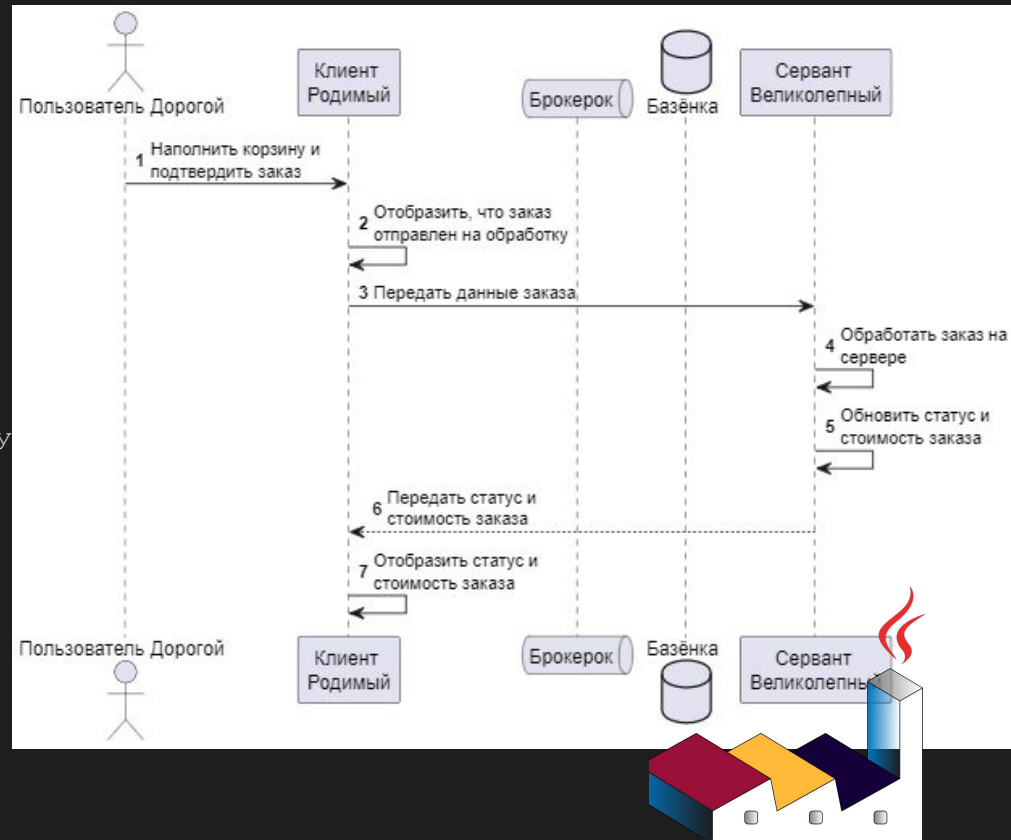 Пользователь Дорогой
Клиент
Родимый
Брокерок
Базёнка
Сервант
Великолепный
1 Наполнить корзину и
подтвердить заказ
2 Отобразить, что заказ
отправлен на обработку
3 Передать данные заказа
4 Обработать заказ на
сервере
5 Обновить статус и
стоимость заказа
у
6 Передать статус и
стоимость заказа
7 Отобразить статус и
стоимость заказа
Пользователь Дорогой
Клиент
Родимый
Брокерок
Базёнка
Сервант
Великолепны